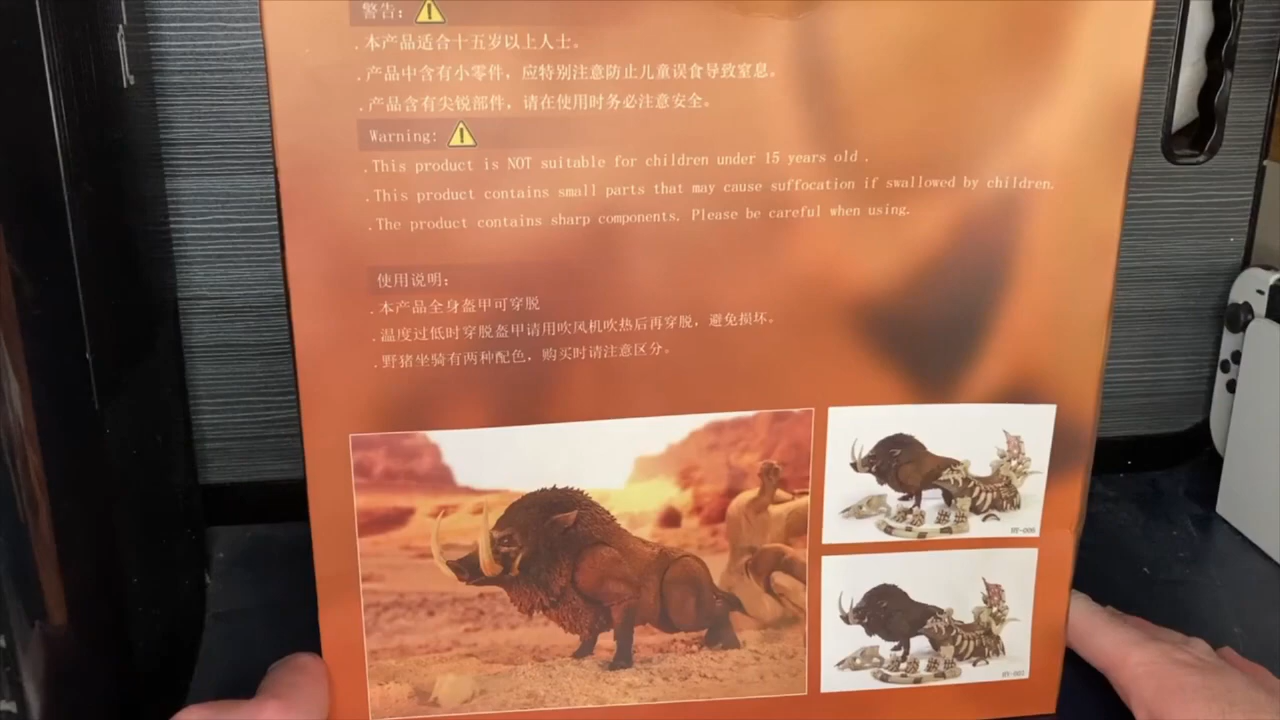 警告：
.本产品适合十五岁以上人士。
.产品中含有小零件，应特别注意防止儿童误食导致窒息。
.产品含有尖锐部件，请在使用时务必注意安全。
Warning:
.This product is NOT suitable for children under 15 years old .
.This product contains small parts that may cause suffocation if swallowed by children.
.The product contains sharp components. Please be careful when using.
使用说明：
.本产品全身盔甲可穿脱
.温度过低时穿脱盔甲请用吹风机吹热后再穿脱，避免损坏。
.野猪坐骑有两种配色，购买时请注意区分。
HY-006